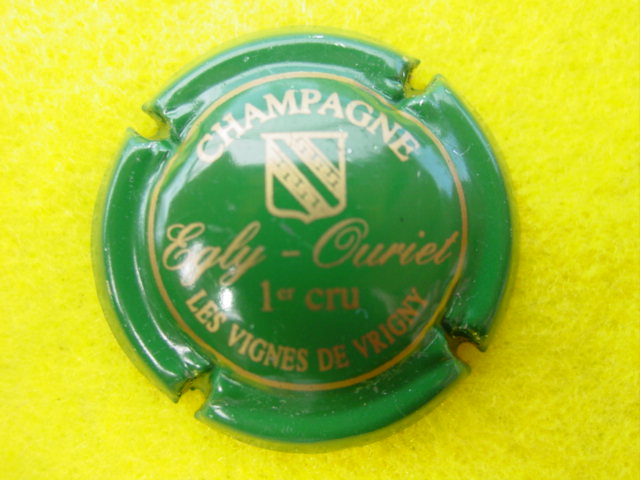 CHAMPAGNE
Egly - Ouriet
1er cru
LES VIGNES DE VRIGNY